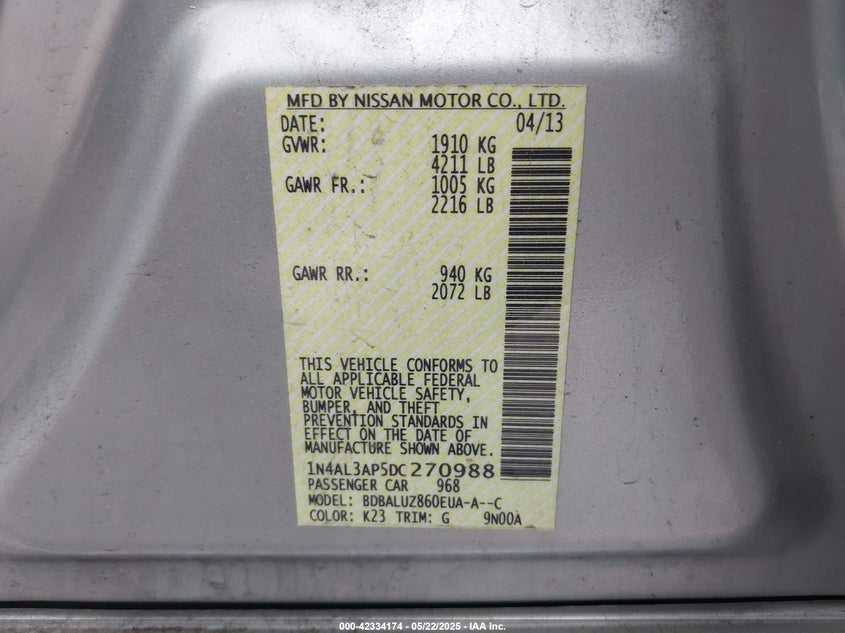 MFD BY NISSAN MOTOR CO., LTD.
DATE: 04/13
GVWR: 1910 KG
4211 LB
GAWR FR.: 1005 KG
2216 LB
GAWR RR.: 940 KG
2072 LB
THIS VEHICLE CONFORMS TO
ALL APPLICABLE FEDERAL
MOTOR VEHICLE SAFETY,
BUMPER, AND THEFT
PREVENTION STANDARDS IN
EFFECT ON THE DATE OF
MANUFACTURE SHOWN ABOVE.
1N4AL3AP5DC270988
PASSENGER CAR 968
MODEL: BDBALUZ860EUA-A--C
COLOR: K23 TRIM: G 9N00A
000-42334174 - 05/22/2025 - IAA Inc.